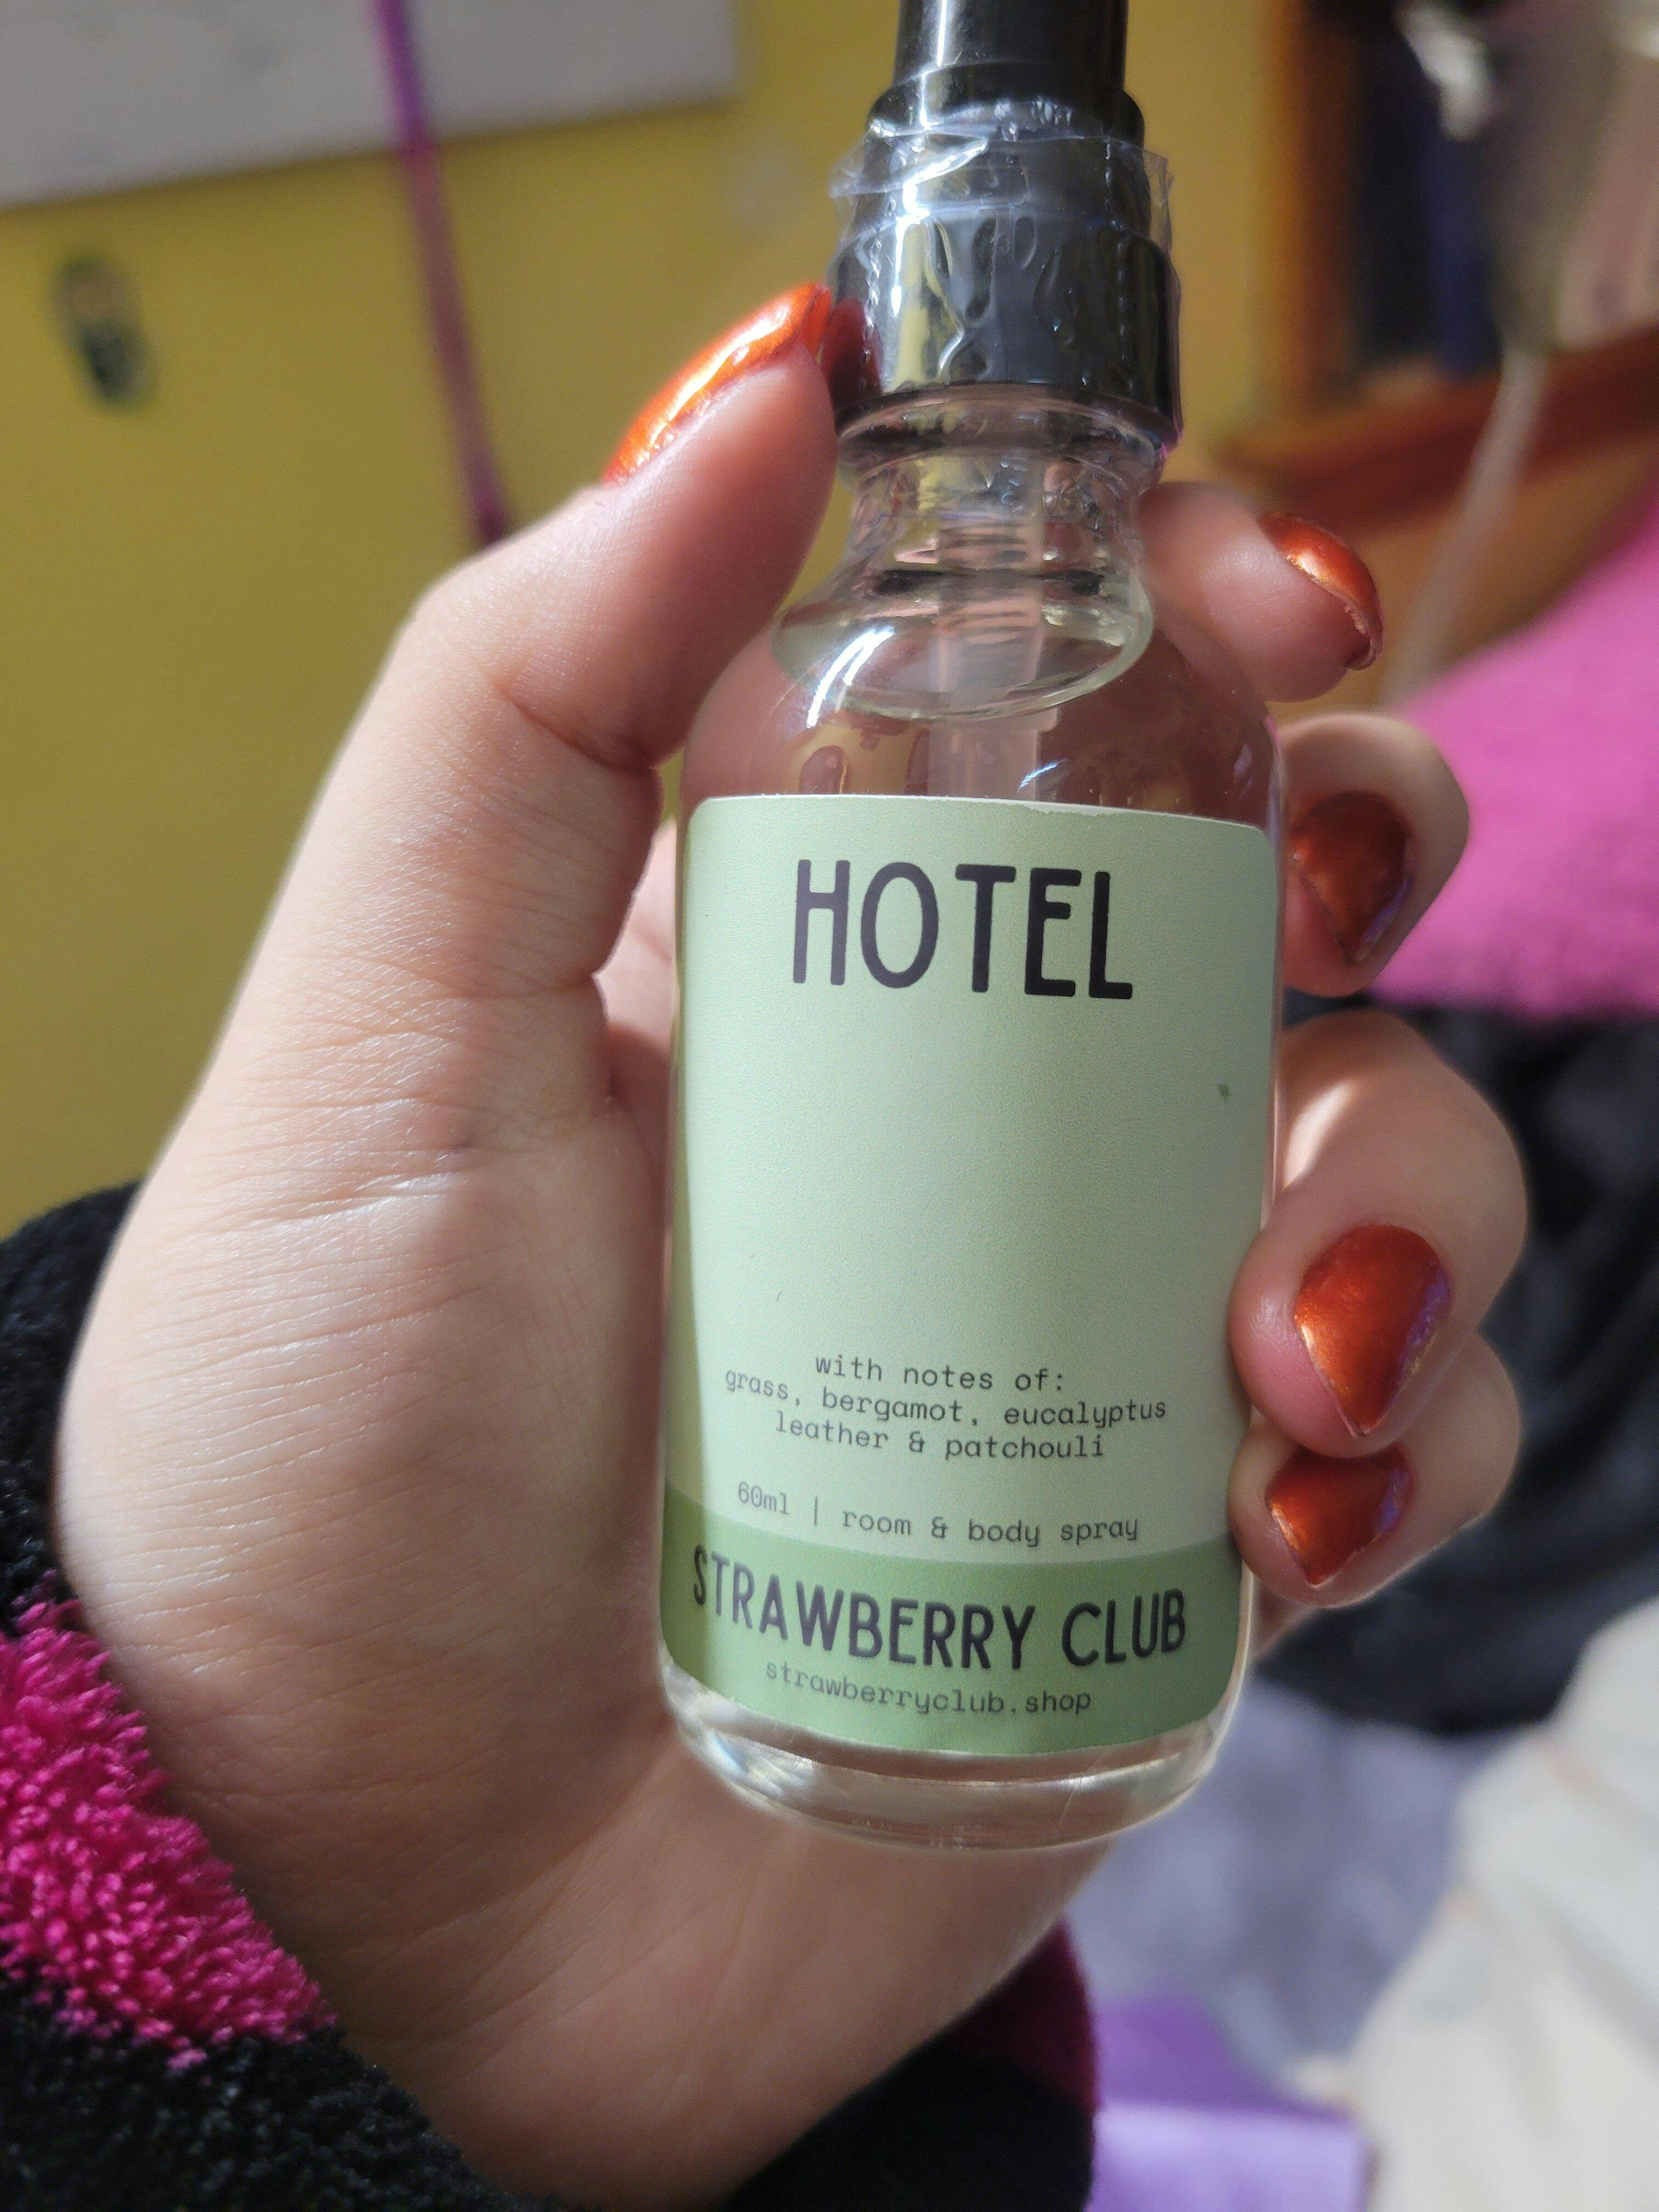 HOTEL
with notes of:
grass, bergamot, eucalyptus
leather & patchouli
60ml | room & body spray
STRAWBERRY CLUB
strawberryclub.shop